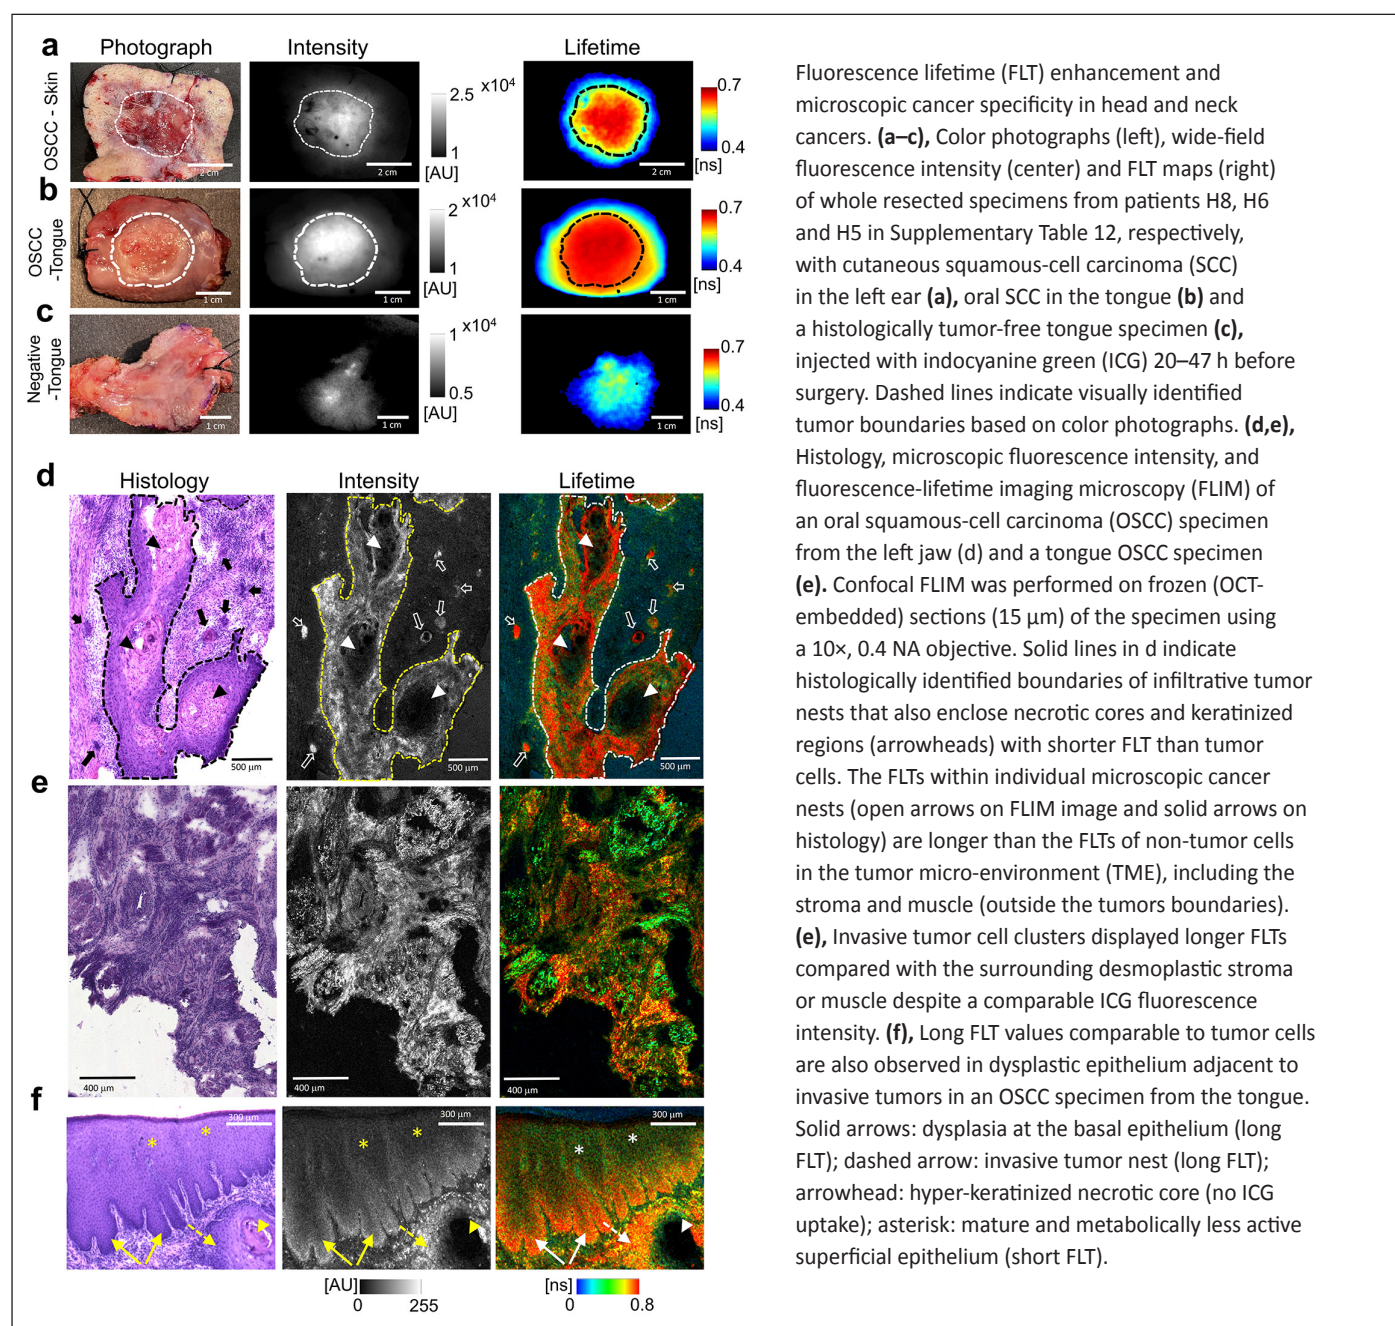 a Photograph Intensity Lifetime
OSCC - Skin
2 cm
2 cm
2.5 x10⁴
1
[AU]
2 cm
0.7
0.4
[ns]
b
OSCC
-Tongue
1 cm
1 cm
2 x10⁴
1
[AU]
1 cm
0.7
0.4
[ns]
c
Negative
-Tongue
1 cm
1 cm
1 x10⁴
0.5
[AU]
1 cm
0.7
0.4
[ns]
d Histology Intensity Lifetime
500 µm
500 µm
500 µm
e
400 µm
400 µm
400 µm
f
300 µm
300 µm
300 µm
* *
* *
* *
[AU]
0 255
[ns]
0 0.8
Fluorescence lifetime (FLT) enhancement and
microscopic cancer specificity in head and neck
cancers. (a–c), Color photographs (left), wide-field
fluorescence intensity (center) and FLT maps (right)
of whole resected specimens from patients H8, H6
and H5 in Supplementary Table 12, respectively,
with cutaneous squamous-cell carcinoma (SCC)
in the left ear (a), oral SCC in the tongue (b) and
a histologically tumor-free tongue specimen (c),
injected with indocyanine green (ICG) 20–47 h before
surgery. Dashed lines indicate visually identified
tumor boundaries based on color photographs. (d,e),
Histology, microscopic fluorescence intensity, and
fluorescence-lifetime imaging microscopy (FLIM) of
an oral squamous-cell carcinoma (OSCC) specimen
from the left jaw (d) and a tongue OSCC specimen
(e). Confocal FLIM was performed on frozen (OCT-
embedded) sections (15 µm) of the specimen using
a 10×, 0.4 NA objective. Solid lines in d indicate
histologically identified boundaries of infiltrative tumor
nests that also enclose necrotic cores and keratinized
regions (arrowheads) with shorter FLT than tumor
cells. The FLTs within individual microscopic cancer
nests (open arrows on FLIM image and solid arrows on
histology) are longer than the FLTs of non-tumor cells
in the tumor micro-environment (TME), including the
stroma and muscle (outside the tumors boundaries).
(e), Invasive tumor cell clusters displayed longer FLTs
compared with the surrounding desmoplastic stroma
or muscle despite a comparable ICG fluorescence
intensity. (f), Long FLT values comparable to tumor cells
are also observed in dysplastic epithelium adjacent to
invasive tumors in an OSCC specimen from the tongue.
Solid arrows: dysplasia at the basal epithelium (long
FLT); dashed arrow: invasive tumor nest (long FLT);
arrowhead: hyper-keratinized necrotic core (no ICG
uptake); asterisk: mature and metabolically less active
superficial epithelium (short FLT).